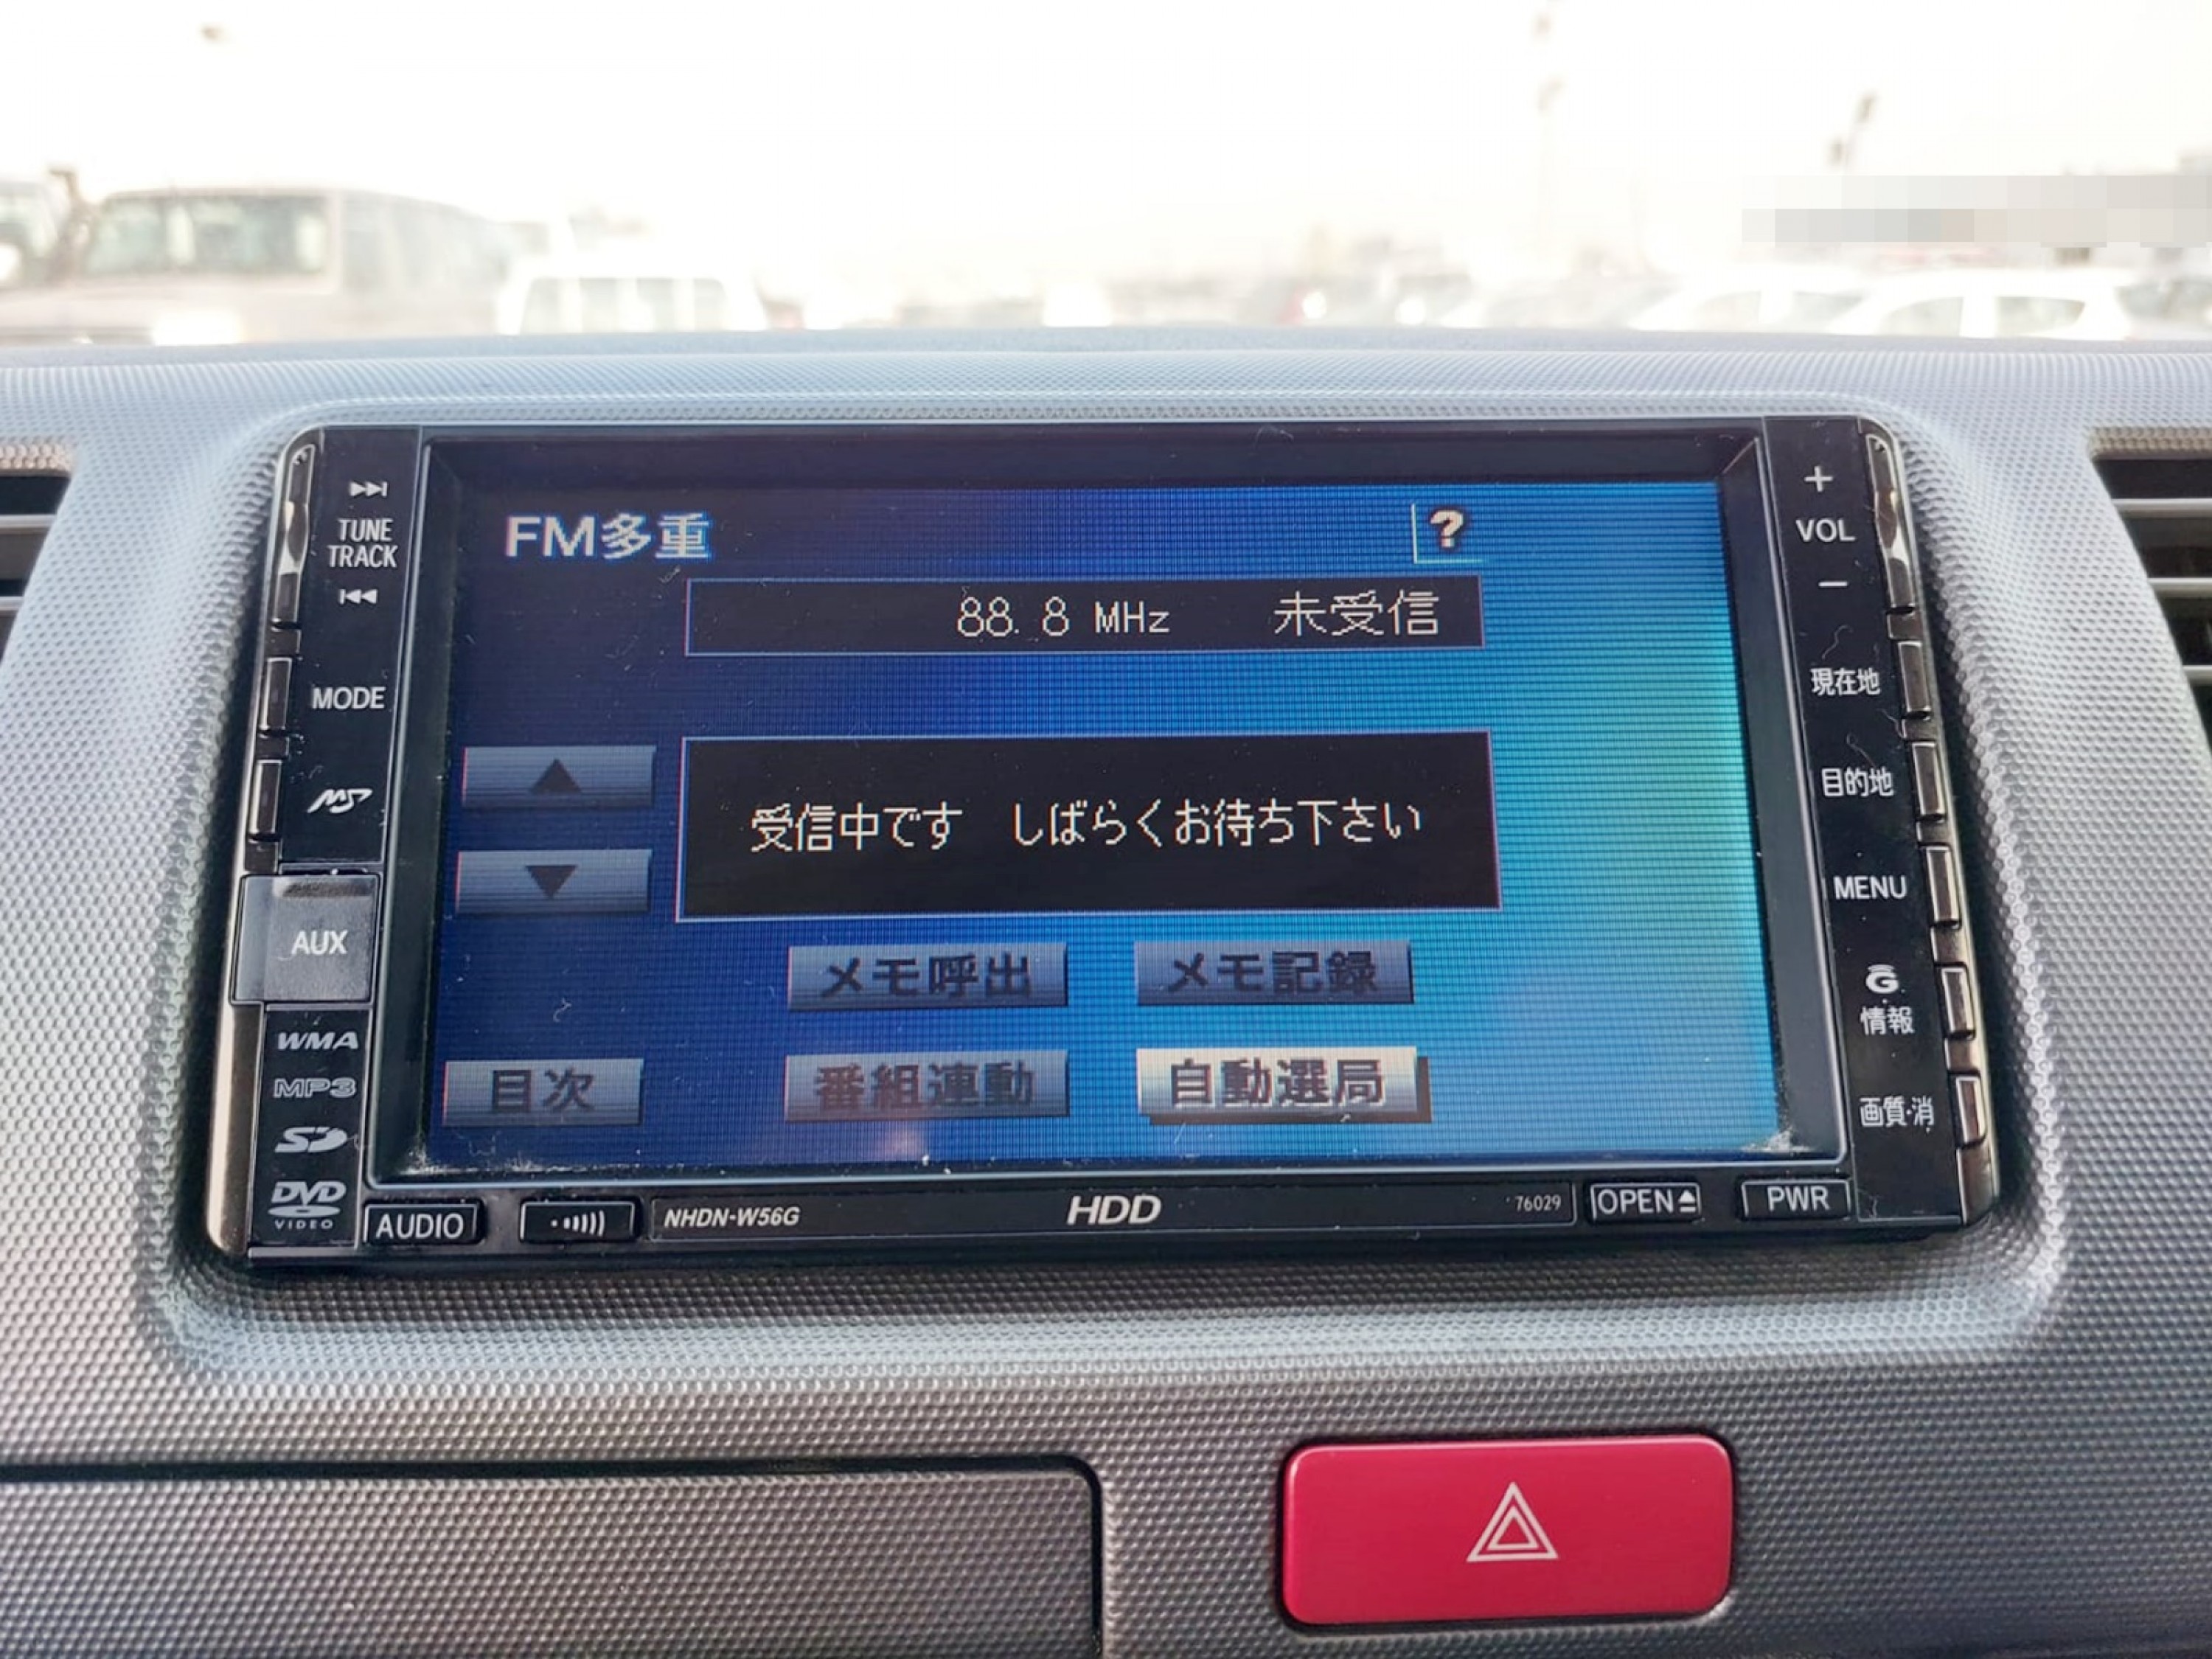 TUNE
TRACK
MODE
MS
AUX
WMA
MP3
SD
DVD
VIDEO
FM多重
?
88.8 MHz 未受信
受信中です しばらくお待ち下さい
メモ呼出 メモ記録
目次 番組連動 自動選局
+
VOL
−
現在地
目的地
MENU
G
情報
画質・消
AUDIO NHDN-W56G HDD 76029 OPEN PWR